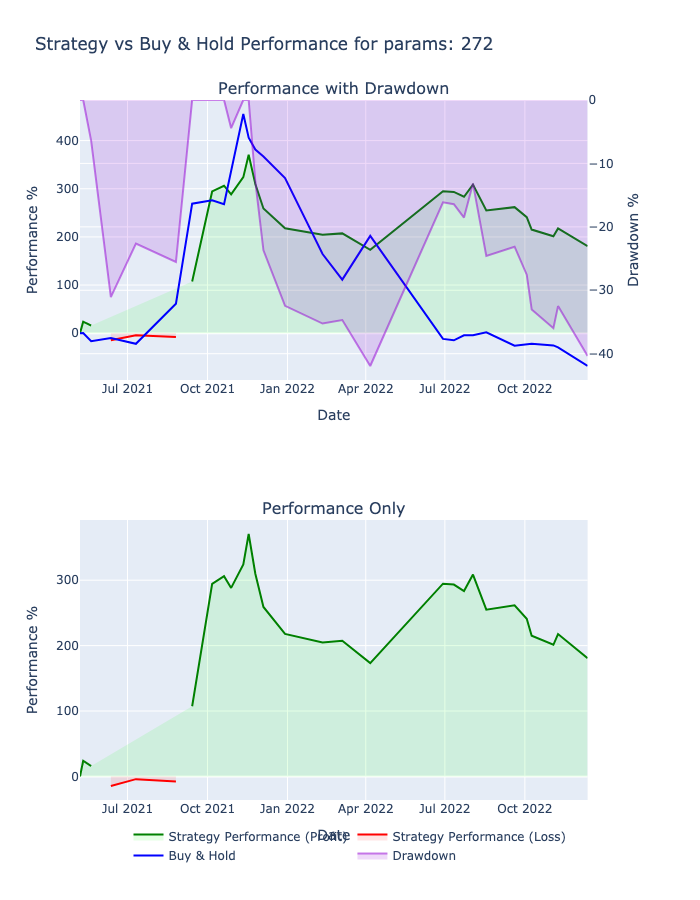 Strategy vs Buy & Hold Performance for params: 272
Performance with Drawdown
400
300
200
100
0
Performance %
0
−10
−20
−30
−40
Drawdown %
Jul 2021 Oct 2021 Jan 2022 Apr 2022 Jul 2022 Oct 2022
Date
Performance Only
300
200
100
0
Performance %
Jul 2021 Oct 2021 Jan 2022 Apr 2022 Jul 2022 Oct 2022
Date
Strategy Performance (Profit) Strategy Performance (Loss)
Buy & Hold Drawdown